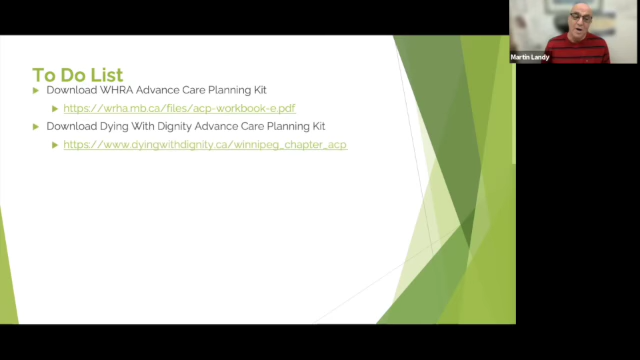 To Do List
Download WHRA Advance Care Planning Kit
https://wrha.mb.ca/files/acp-workbook-e.pdf
Download Dying With Dignity Advance Care Planning Kit
https://www.dyingwithdignity.ca/winnipeg_chapter_acp
Martin Landy